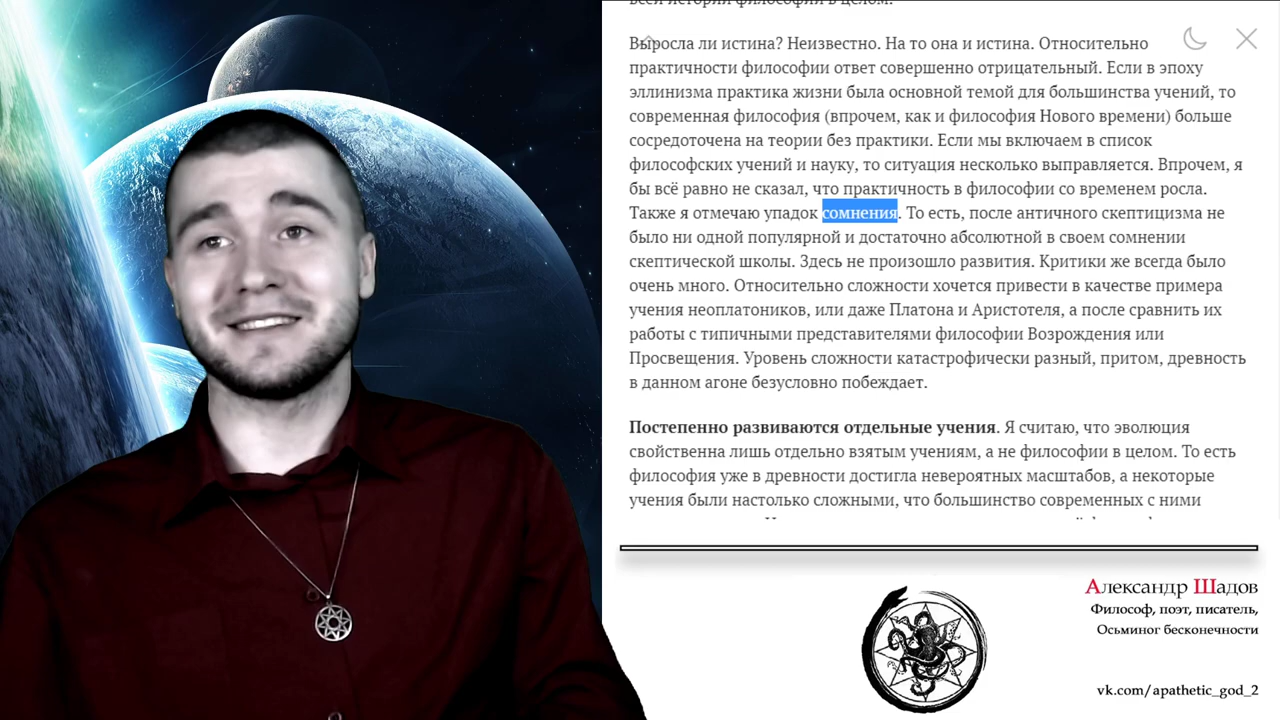 всей истории философии в целом.
Выросла ли истина? Неизвестно. На то она и истина. Относительно
практичности философии ответ совершенно отрицательный. Если в эпоху
эллинизма практика жизни была основной темой для большинства учений, то
современная философия (впрочем, как и философия Нового времени) больше
сосредоточена на теории без практики. Если мы включаем в список
философских учений и науку, то ситуация несколько выправляется. Впрочем, я
бы всё равно не сказал, что практичность в философии со временем росла.
Также я отмечаю упадок сомнения. То есть, после античного скептицизма не
было ни одной популярной и достаточно абсолютной в своем сомнении
скептической школы. Здесь не произошло развития. Критики же всегда было
очень много. Относительно сложности хочется привести в качестве примера
учения неоплатоников, или даже Платона и Аристотеля, а после сравнить их
работы с типичными представителями философии Возрождения или
Просвещения. Уровень сложности катастрофически разный, притом, древность
в данном агоне безусловно побеждает.
Постепенно развиваются отдельные учения. Я считаю, что эволюция
свойственна лишь отдельно взятым учениям, а не философии в целом. То есть
философия уже в древности достигла невероятных масштабов, а некоторые
учения были настолько сложными, что большинство современных с ними
Александр Шадов
Философ, поэт, писатель,
Осьминог бесконечности
vk.com/apathetic_god_2